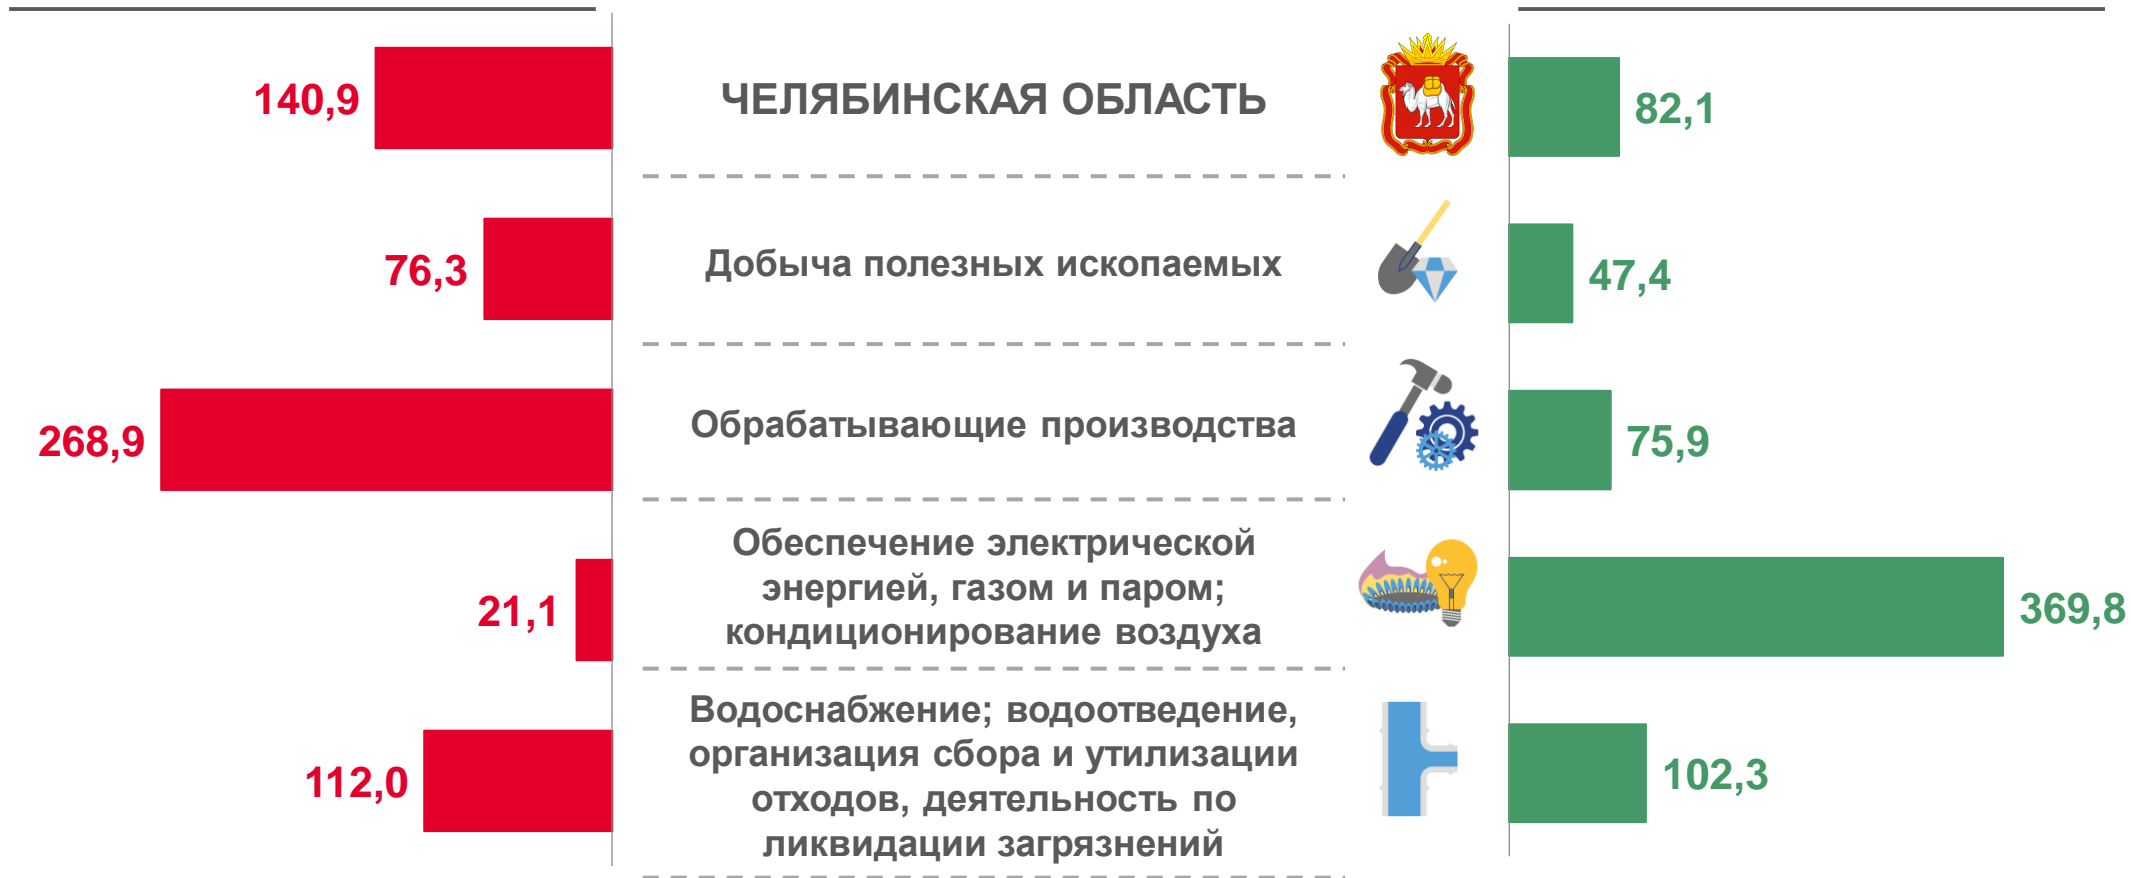 140,9
ЧЕЛЯБИНСКАЯ ОБЛАСТЬ
82,1
76,3
Добыча полезных ископаемых
47,4
268,9
Обрабатывающие производства
75,9
21,1
Обеспечение электрической
энергией, газом и паром;
кондиционирование воздуха
369,8
112,0
Водоснабжение; водоотведение,
организация сбора и утилизации
отходов, деятельность по
ликвидации загрязнений
102,3